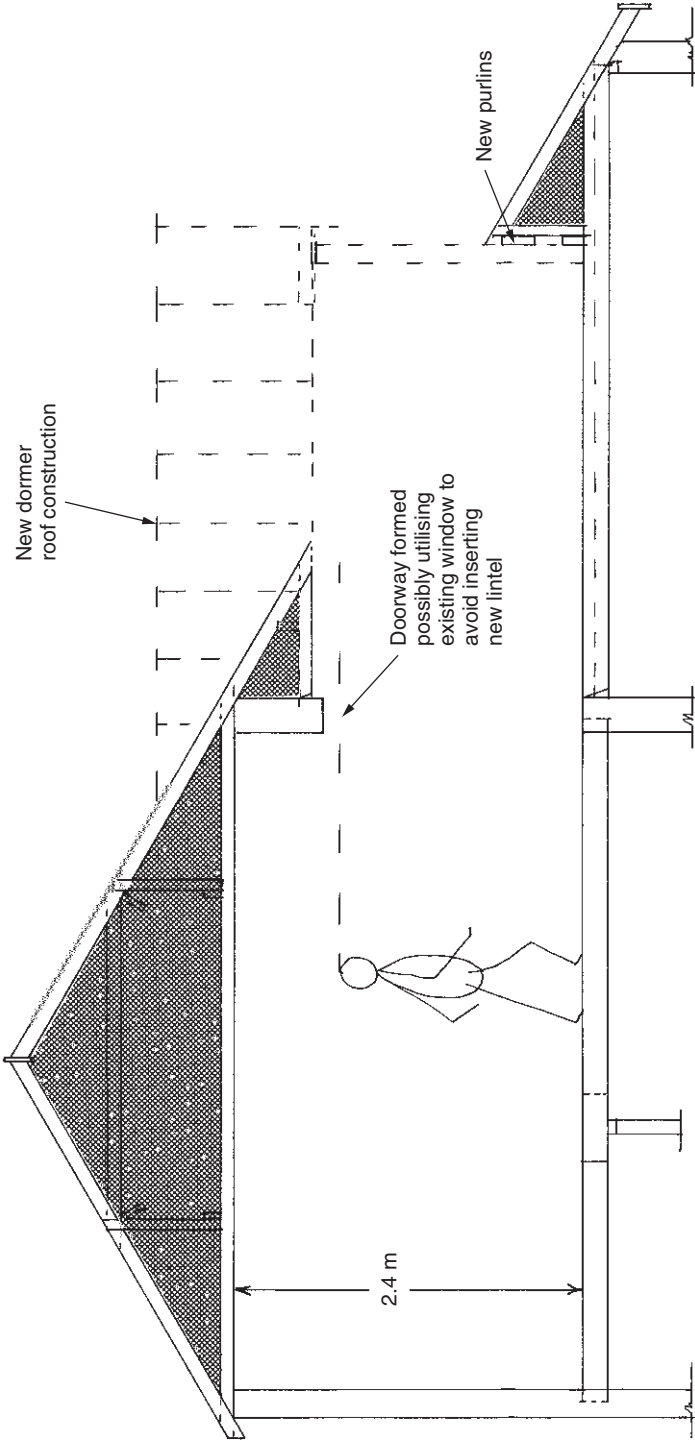 New dormer
roof construction
New purlins
Doorway formed
possibly utilising
existing window to
avoid inserting
new lintel
2.4 m